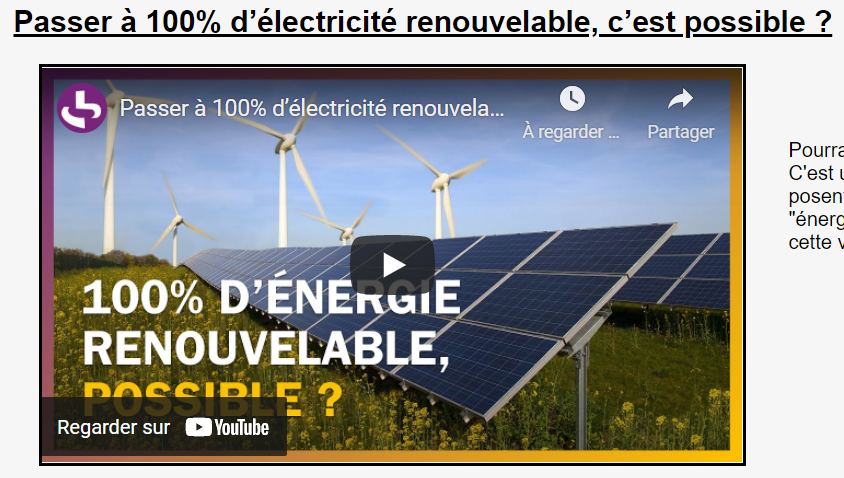 Passer à 100% d’électricité renouvelable, c’est possible ?
Passer à 100% d’électricité renouvela...
À regarder ...
Partager
100% D’ÉNERGIE
RENOUVELABLE,
POSSIBLE ?
Regarder sur YouTube
Pourra
C'est u
posent
"énerg
cette v